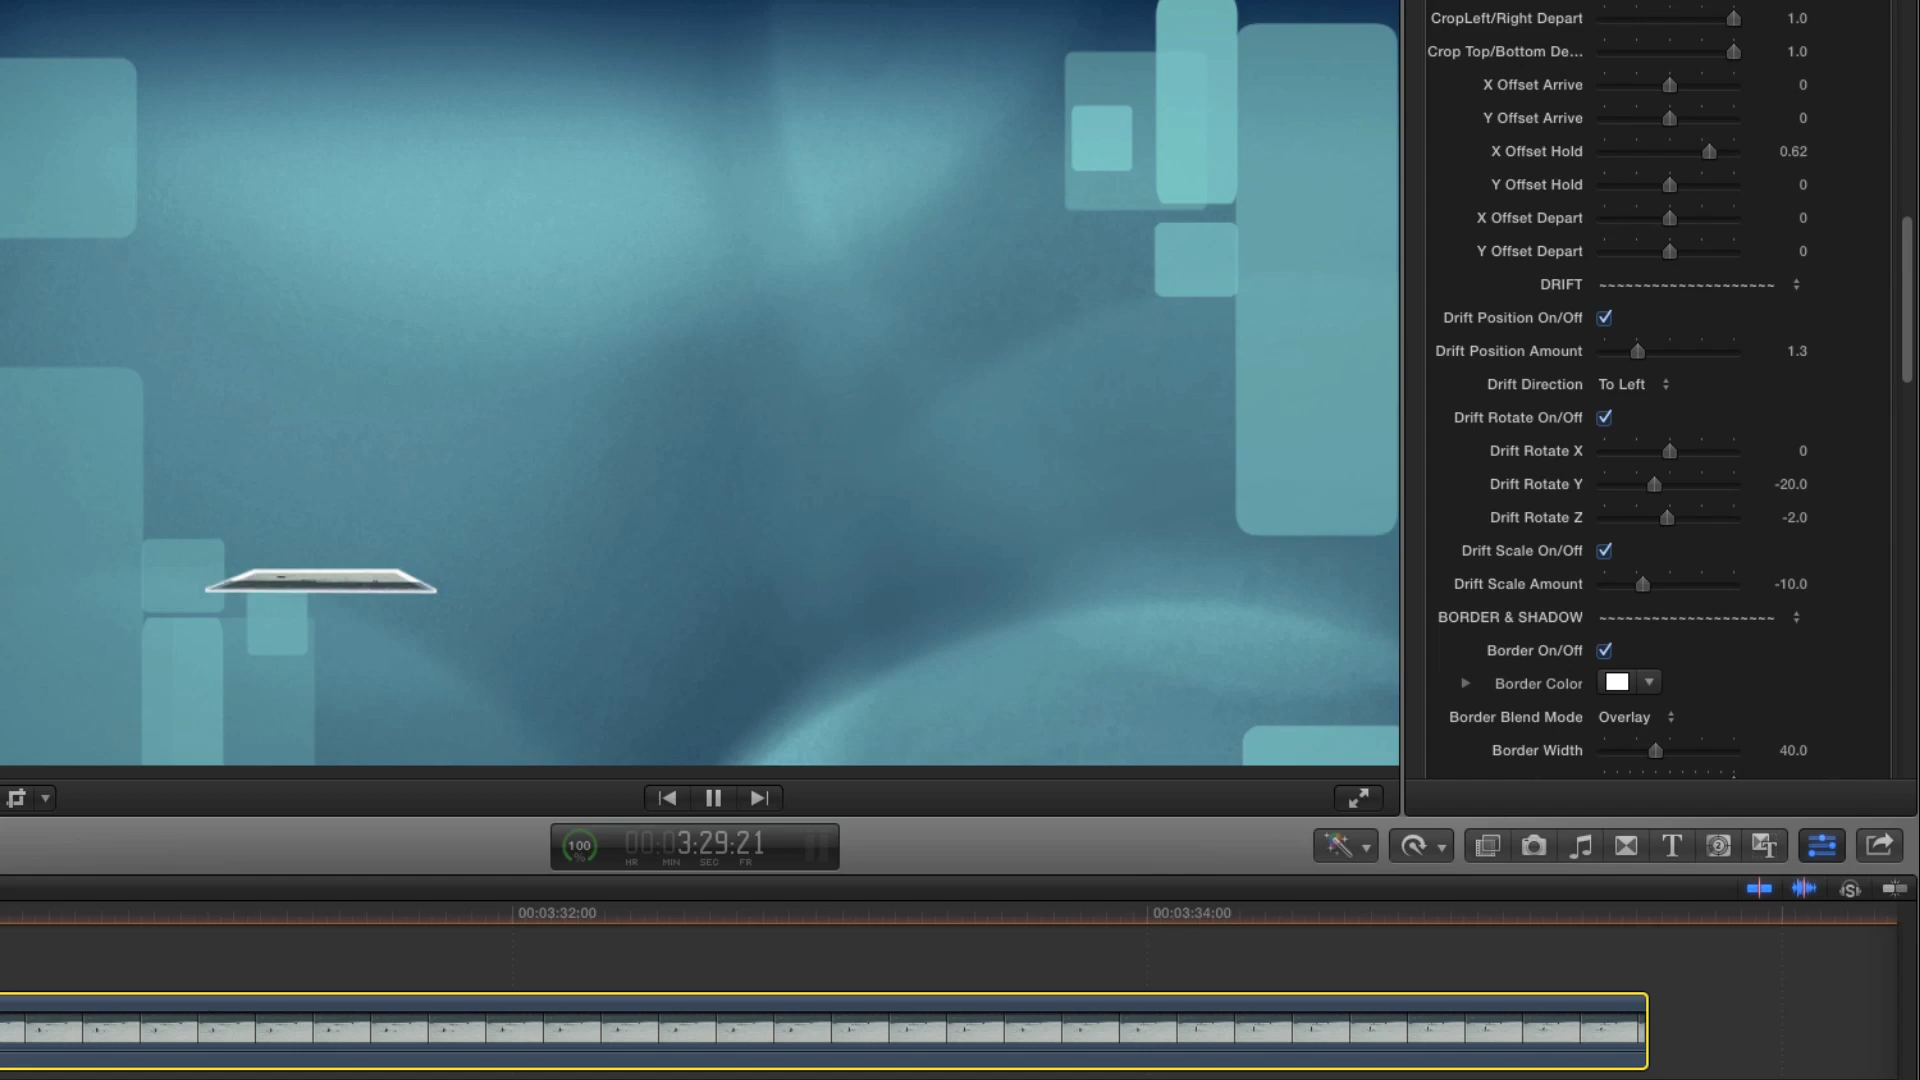 CropLeft/Right Depart 1.0
Crop Top/Bottom De... 1.0
X Offset Arrive 0
Y Offset Arrive 0
X Offset Hold 0.62
Y Offset Hold 0
X Offset Depart 0
Y Offset Depart 0
DRIFT ~~~~~~~~~~~~~~~~~~~~
Drift Position On/Off
Drift Position Amount 1.3
Drift Direction To Left
Drift Rotate On/Off
Drift Rotate X 0
Drift Rotate Y -20.0
Drift Rotate Z -2.0
Drift Scale On/Off
Drift Scale Amount -10.0
BORDER & SHADOW ~~~~~~~~~~~~~~~~~~~~
Border On/Off
Border Color
Border Blend Mode Overlay
Border Width 40.0
100 % 00:03:29:21
HR MIN SEC FR
00:03:32:00 00:03:34:00